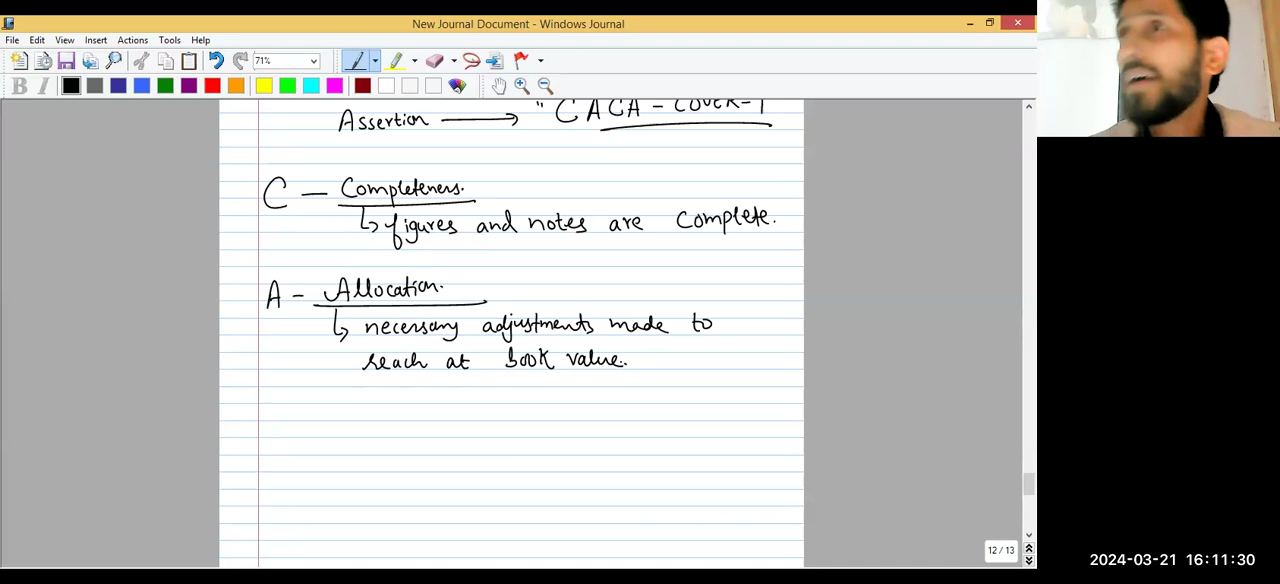 New Journal Document - Windows Journal
File Edit View Insert Actions Tools Help
71%
B I
Assertion → " CACA - COVER-T
C - Completeness.
↳ figures and notes are complete.
A - Allocation.
↳ necessary adjustments made to
reach at book value.
12 / 13
2024-03-21 16:11:30